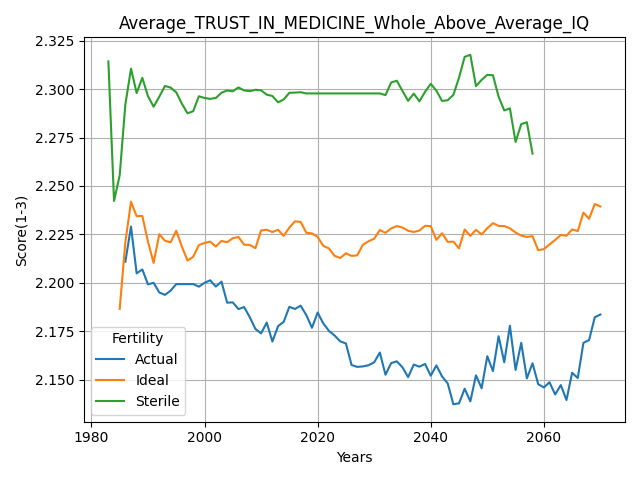 Average_TRUST_IN_MEDICINE_Whole_Above_Average_IQ
2.325
2.300
2.275
2.250
2.225
2.200
2.175
2.150
Score(1-3)
Fertility
Actual
Ideal
Sterile
1980
2000
2020
2040
2060
Years